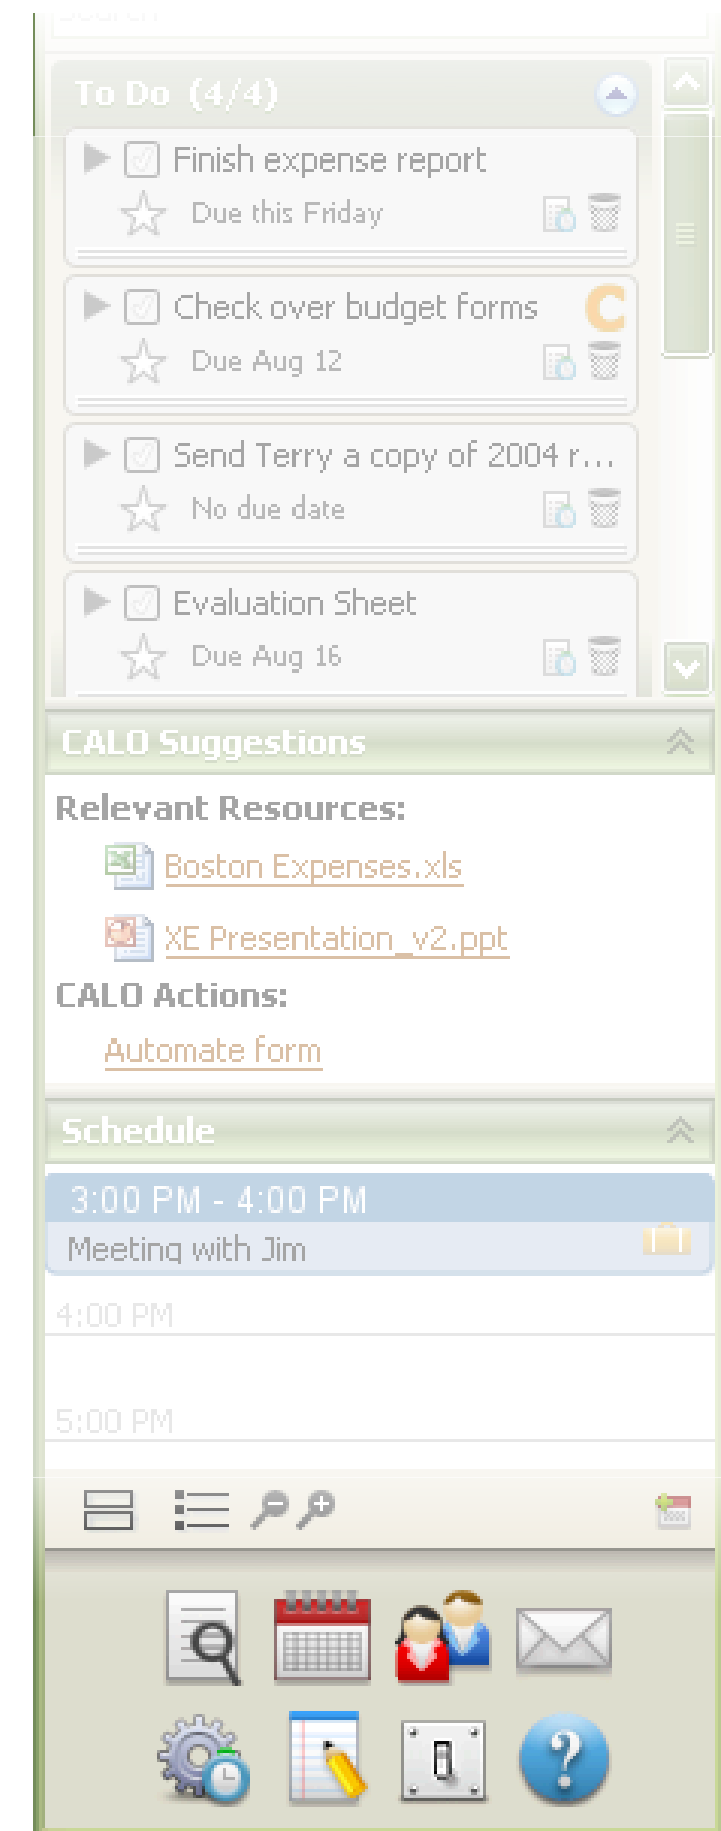 Search
To Do (4/4)
Finish expense report
Due this Friday
Check over budget forms
C
Due Aug 12
Send Terry a copy of 2004 r...
No due date
Evaluation Sheet
Due Aug 16
CALO Suggestions
Relevant Resources:
Boston Expenses.xls
XE Presentation_v2.ppt
CALO Actions:
Automate form
Schedule
3:00 PM - 4:00 PM
Meeting with Jim
4:00 PM
5:00 PM
?